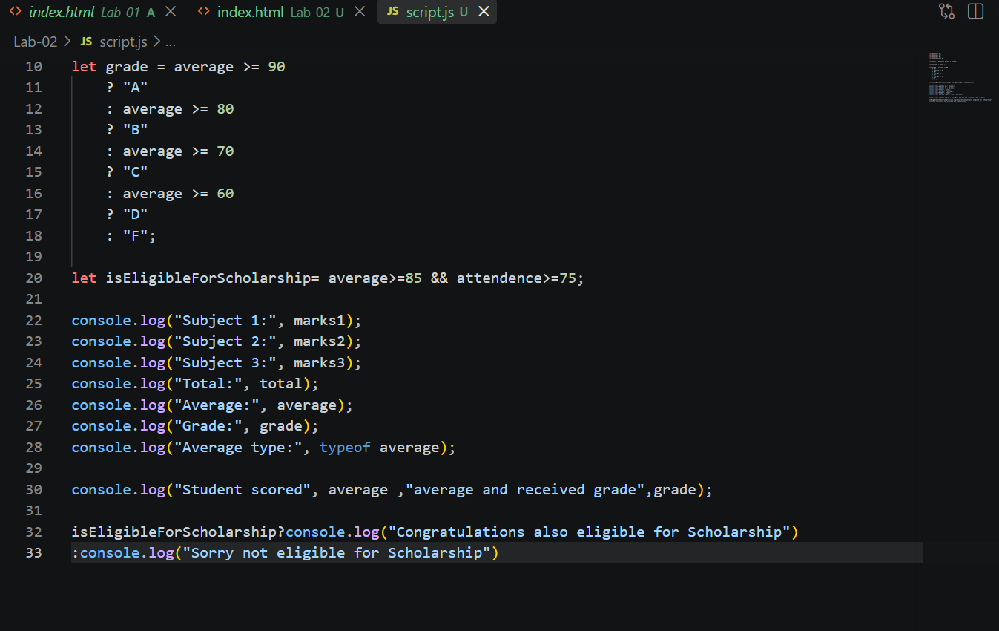 <> index.html Lab-01 A × <> index.html Lab-02 U × JS script.js U ×
Lab-02 > JS script.js > ...
10 let grade = average >= 90
11 ? "A"
12 : average >= 80
13 ? "B"
14 : average >= 70
15 ? "C"
16 : average >= 60
17 ? "D"
18 : "F";
19
20 let isEligibleForScholarship= average>=85 && attendence>=75;
21
22 console.log("Subject 1:", marks1);
23 console.log("Subject 2:", marks2);
24 console.log("Subject 3:", marks3);
25 console.log("Total:", total);
26 console.log("Average:", average);
27 console.log("Grade:", grade);
28 console.log("Average type:", typeof average);
29
30 console.log("Student scored", average ,"average and received grade",grade);
31
32 isEligibleForScholarship?console.log("Congratulations also eligible for Scholarship")
33 :console.log("Sorry not eligible for Scholarship")